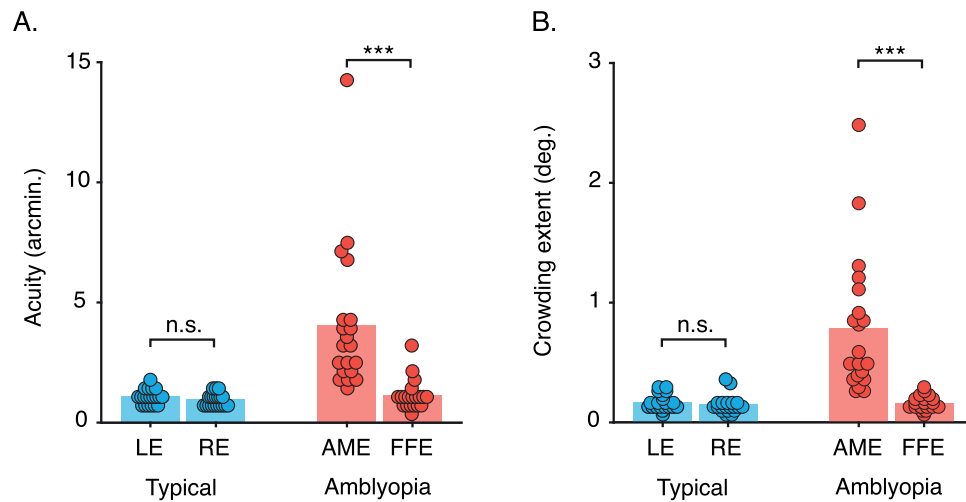 A.
Acuity (arcmin.)
15
10
5
0
n.s.
***
LE RE AME FFE
Typical Amblyopia
B.
Crowding extent (deg.)
3
2
1
0
n.s.
***
LE RE AME FFE
Typical Amblyopia